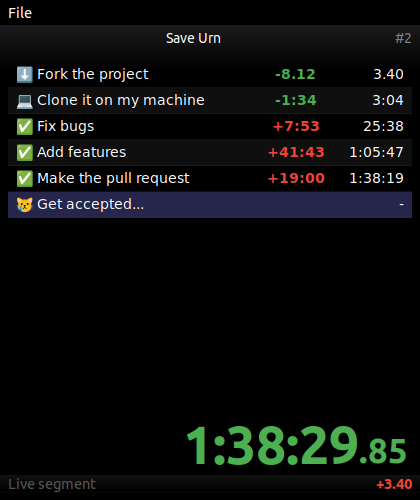 File
Save Urn #2
⬇️ Fork the project -8.12 3.40
💻 Clone it on my machine -1:34 3:04
✅ Fix bugs +7:53 25:38
✅ Add features +41:43 1:05:47
✅ Make the pull request +19:00 1:38:19
😿 Get accepted... -
1:38:29.85
Live segment +3.40